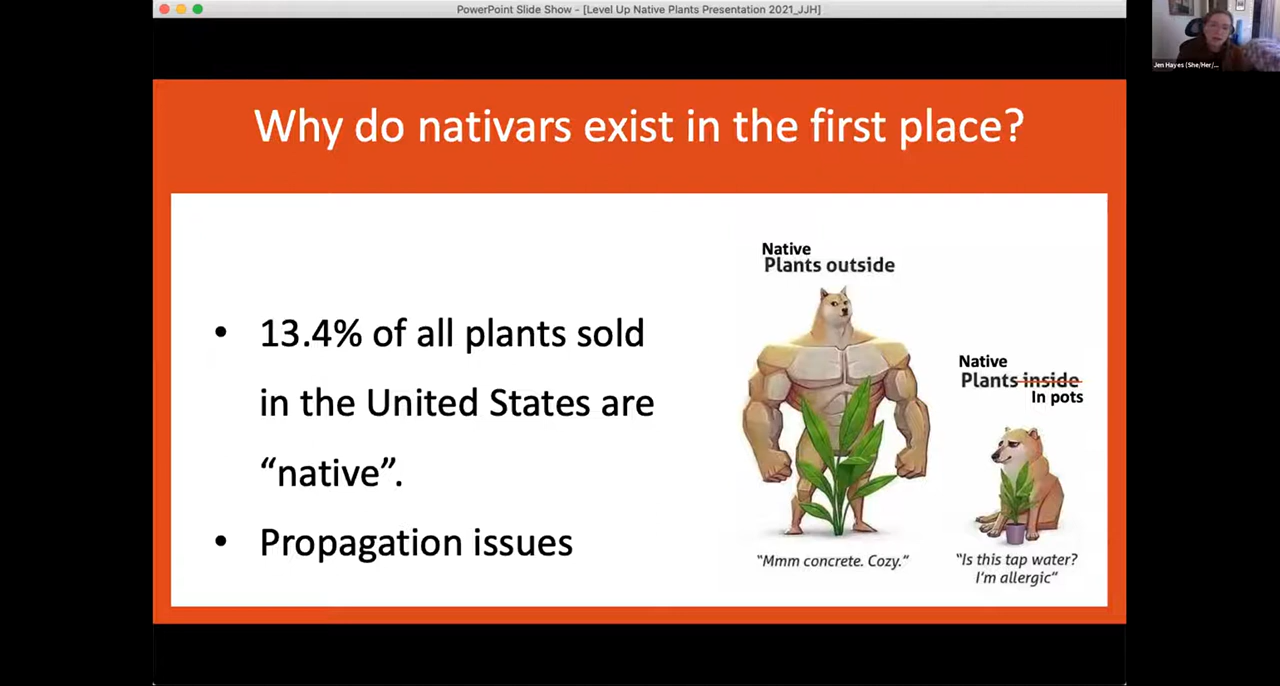 PowerPoint Slide Show - [Level Up Native Plants Presentation 2021_JJH]
Jen Hayes (She/Her/...
Why do nativars exist in the first place?
• 13.4% of all plants sold
in the United States are
“native”.
• Propagation issues
Native
Plants outside
“Mmm concrete. Cozy.”
Native
Plants inside
In pots
“Is this tap water?
I’m allergic”